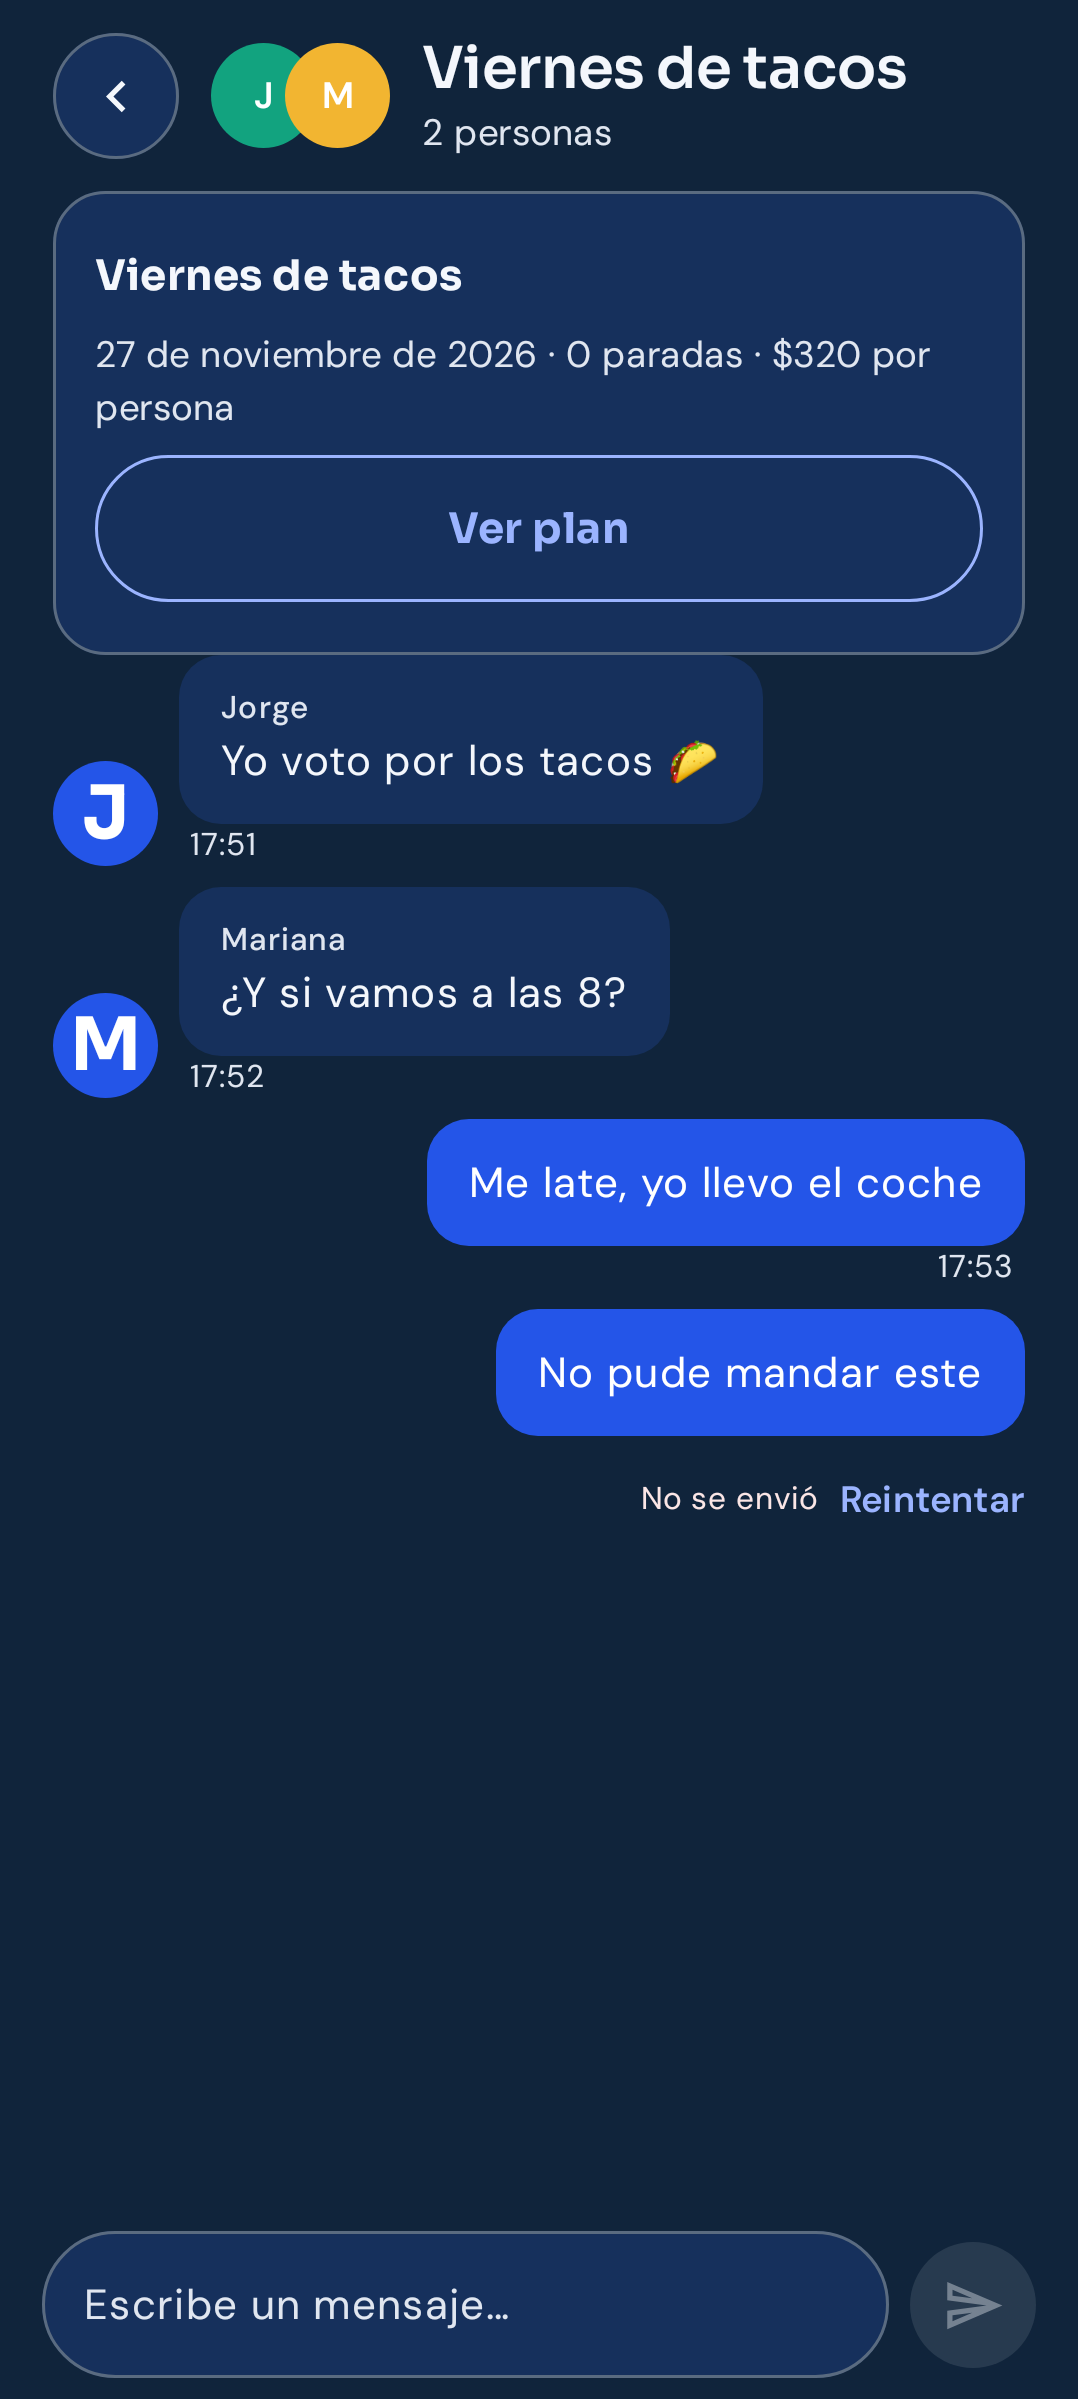 J M
Viernes de tacos
2 personas
Viernes de tacos
27 de noviembre de 2026 · 0 paradas · $320 por
persona
Ver plan
Jorge
Yo voto por los tacos 🌮
J
17:51
Mariana
¿Y si vamos a las 8?
M
17:52
Me late, yo llevo el coche
17:53
No pude mandar este
No se envió Reintentar
Escribe un mensaje...